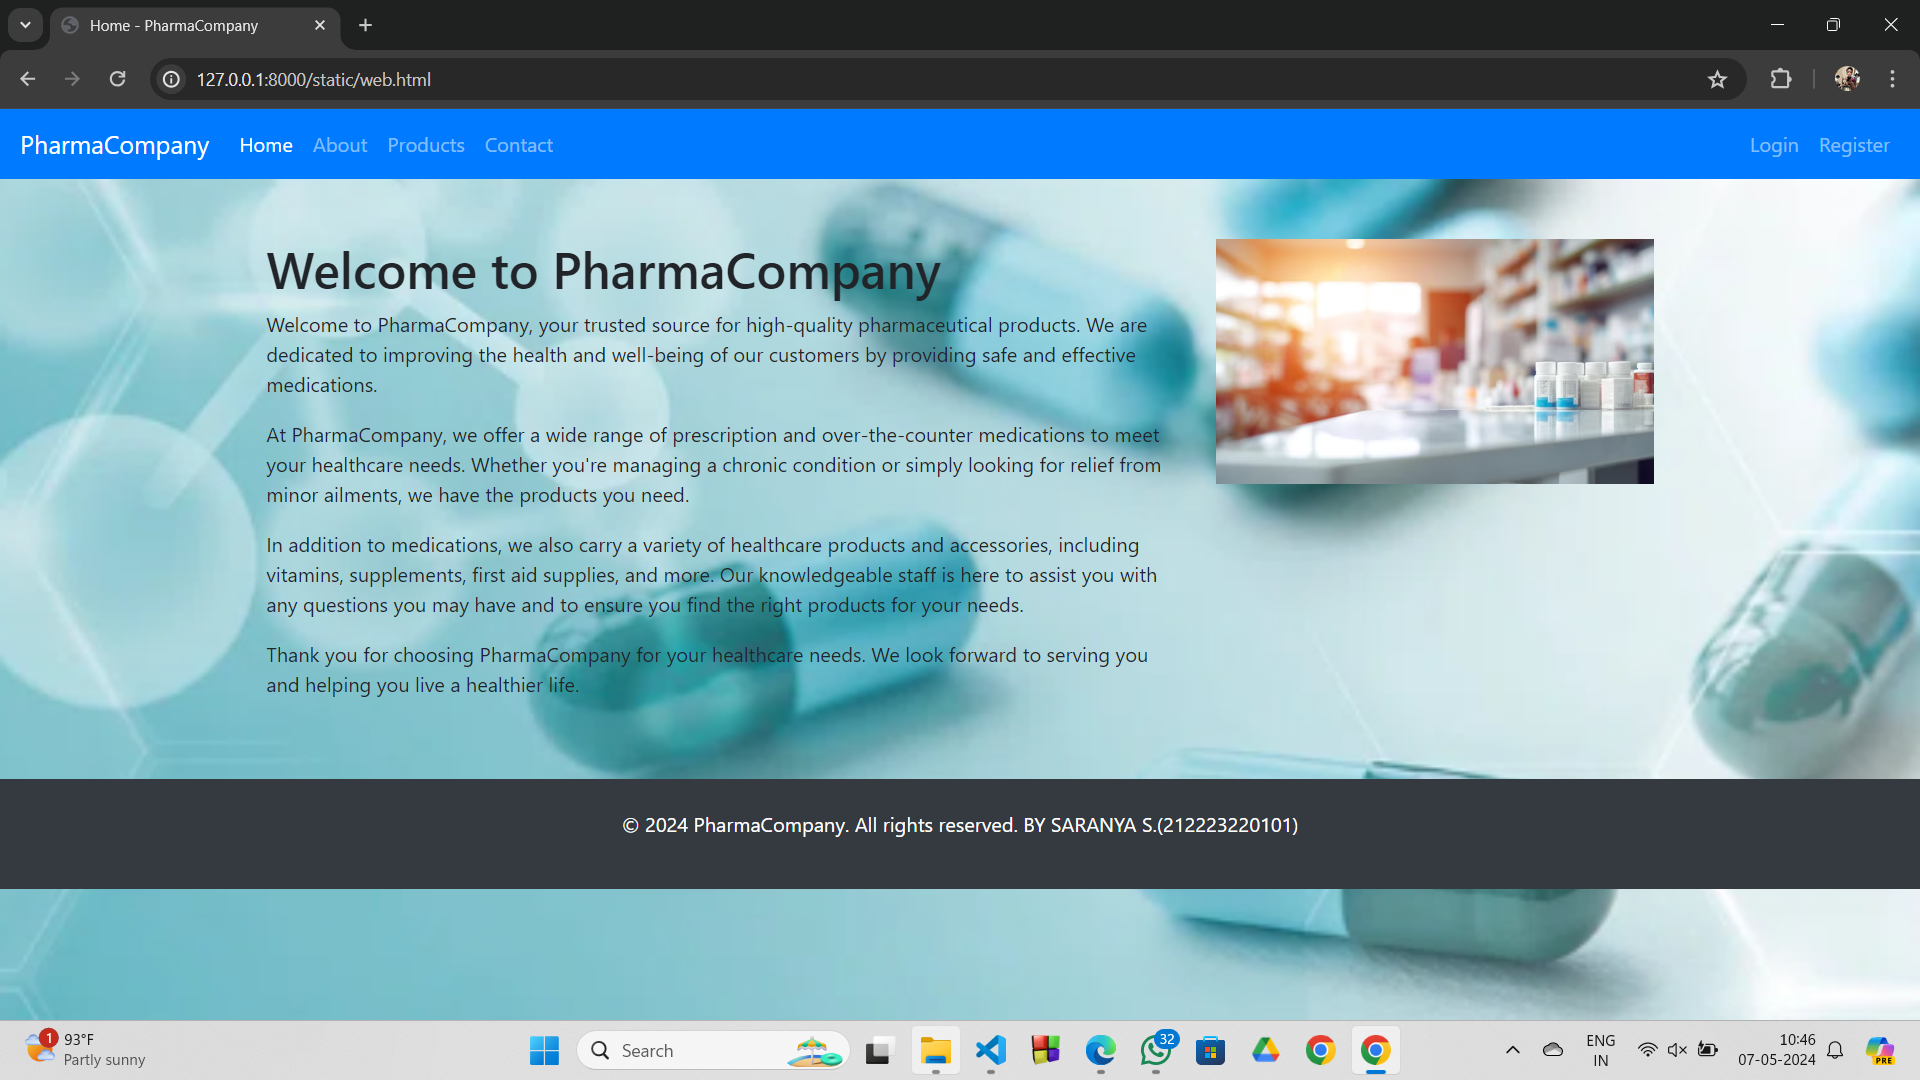 Home - PharmaCompany
127.0.0.1:8000/static/web.html
PharmaCompany Home About Products Contact Login Register
Welcome to PharmaCompany
Welcome to PharmaCompany, your trusted source for high-quality pharmaceutical products. We are
dedicated to improving the health and well-being of our customers by providing safe and effective
medications.
At PharmaCompany, we offer a wide range of prescription and over-the-counter medications to meet
your healthcare needs. Whether you're managing a chronic condition or simply looking for relief from
minor ailments, we have the products you need.
In addition to medications, we also carry a variety of healthcare products and accessories, including
vitamins, supplements, first aid supplies, and more. Our knowledgeable staff is here to assist you with
any questions you may have and to ensure you find the right products for your needs.
Thank you for choosing PharmaCompany for your healthcare needs. We look forward to serving you
and helping you live a healthier life.
© 2024 PharmaCompany. All rights reserved. BY SARANYA S.(212223220101)
1
93°F
Partly sunny
Search
32
ENG
IN
10:46
07-05-2024
PRE